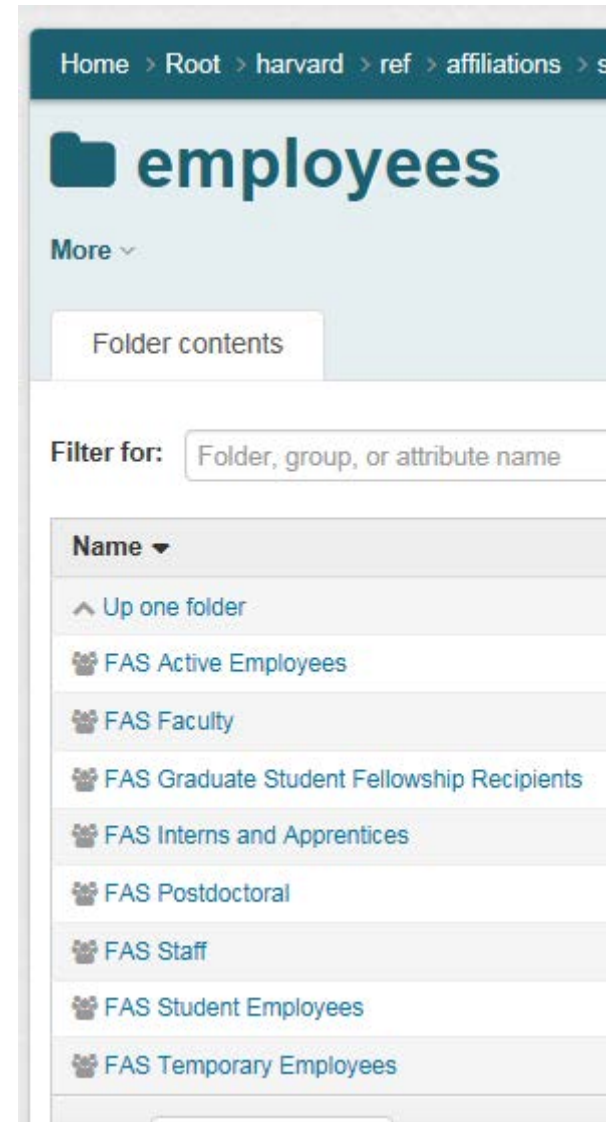 Home > Root > harvard > ref > affiliations > s
employees
More
Folder contents
Filter for: Folder, group, or attribute name
Name
Up one folder
FAS Active Employees
FAS Faculty
FAS Graduate Student Fellowship Recipients
FAS Interns and Apprentices
FAS Postdoctoral
FAS Staff
FAS Student Employees
FAS Temporary Employees